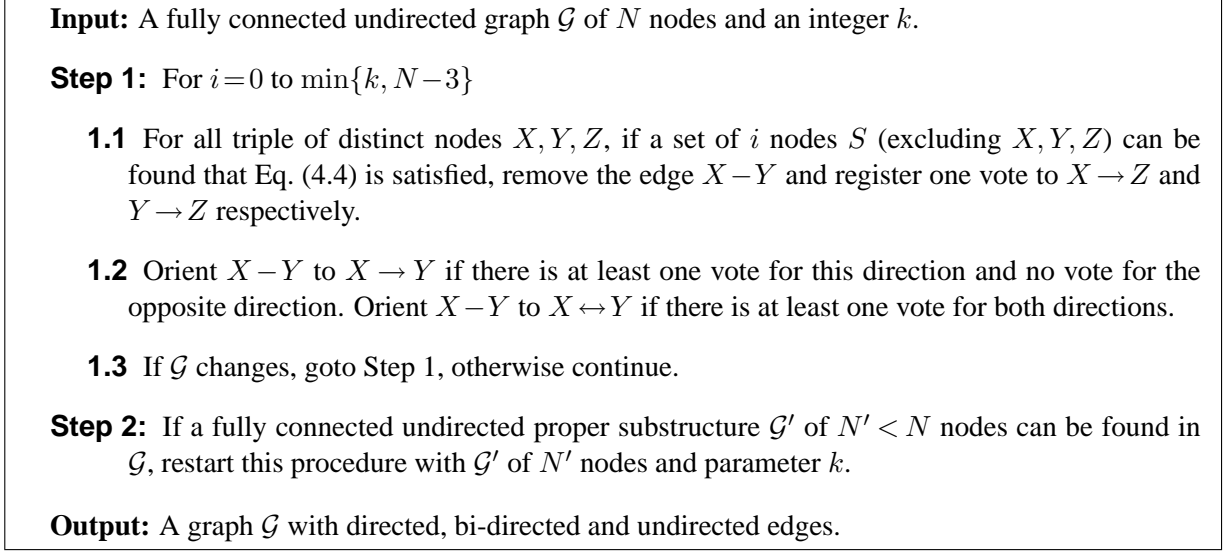 Input: A fully connected undirected graph 𝒢 of N nodes and an integer k.
Step 1: For i=0 to min{k, N−3}
1.1 For all triple of distinct nodes X, Y, Z, if a set of i nodes S (excluding X, Y, Z) can be
found that Eq. (4.4) is satisfied, remove the edge X−Y and register one vote to X→Z and
Y→Z respectively.
1.2 Orient X−Y to X→Y if there is at least one vote for this direction and no vote for the
opposite direction. Orient X−Y to X↔Y if there is at least one vote for both directions.
1.3 If 𝒢 changes, goto Step 1, otherwise continue.
Step 2: If a fully connected undirected proper substructure 𝒢′ of N′ < N nodes can be found in
𝒢, restart this procedure with 𝒢′ of N′ nodes and parameter k.
Output: A graph 𝒢 with directed, bi-directed and undirected edges.